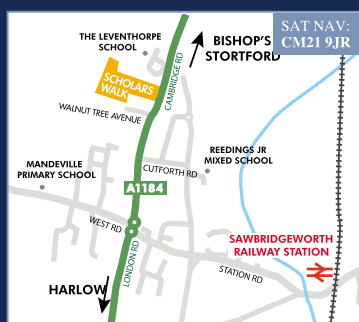 SAT NAV:
CM21 9JR
THE LEVENTHORPE
SCHOOL
BISHOP'S
STORTFORD
SCHOLARS
WALK
CAMBRIDGE RD
WALNUT TREE AVENUE
REEDINGS JR
MIXED SCHOOL
MANDEVILLE
PRIMARY SCHOOL
CUTFORTH RD
A1184
WEST RD
SAWBRIDGEWORTH
RAILWAY STATION
LONDON RD
STATION RD
HARLOW